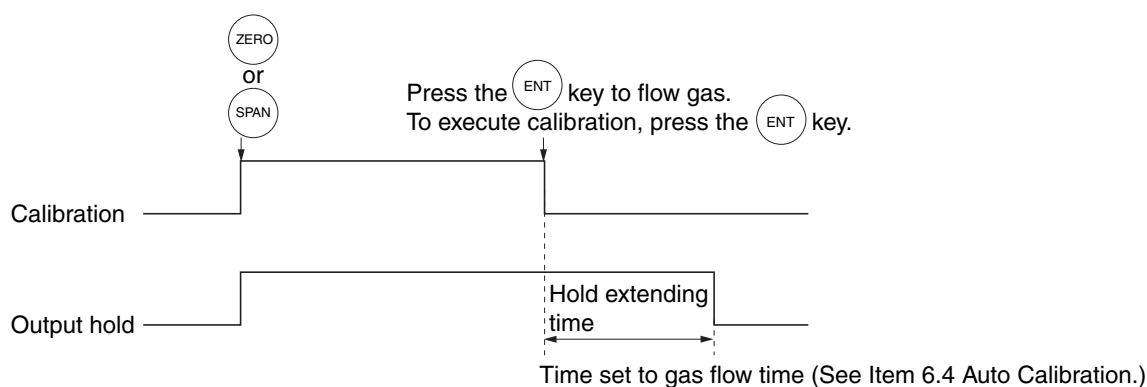 ZERO
or
SPAN
Press the ENT key to flow gas.
To execute calibration, press the ENT key.
Calibration
Output hold
Hold extending
time
Time set to gas flow time (See Item 6.4 Auto Calibration.)